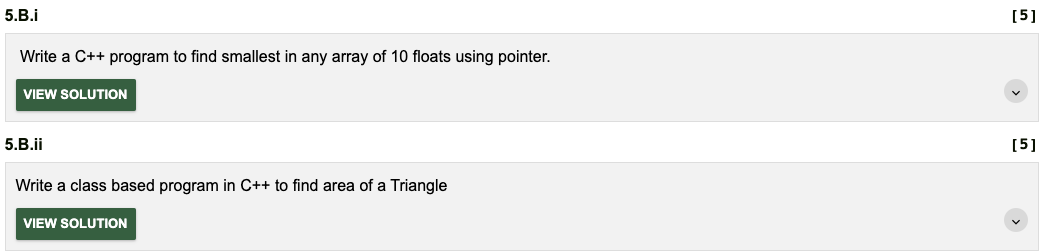 5.B.i [5]
Write a C++ program to find smallest in any array of 10 floats using pointer.
VIEW SOLUTION
5.B.ii [5]
Write a class based program in C++ to find area of a Triangle
VIEW SOLUTION